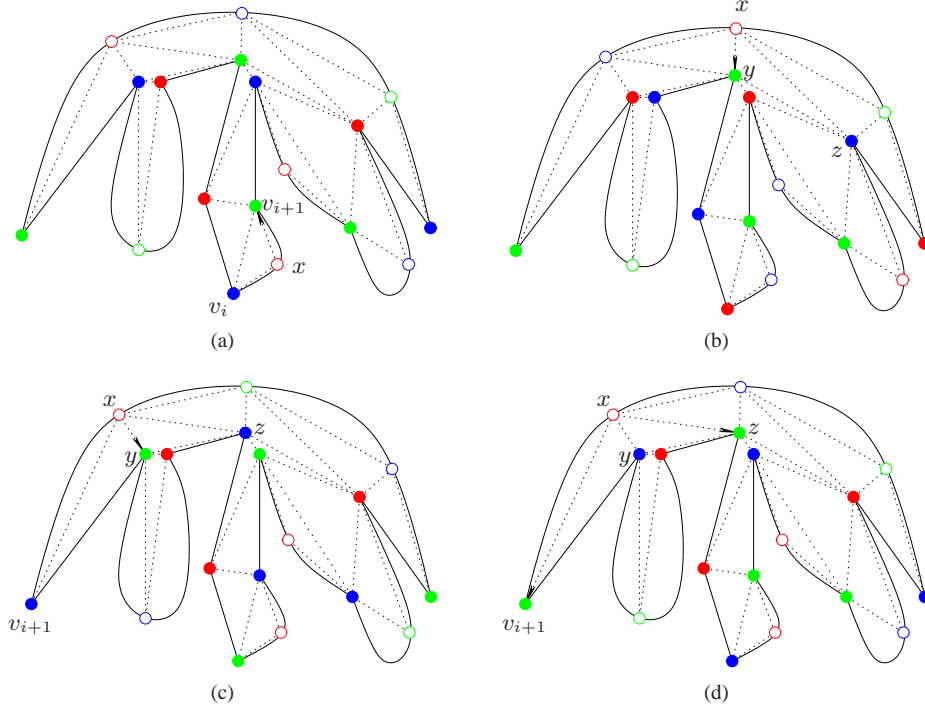 x
y
z
v_{i+1}
x
v_i
(a)
(b)
x
z
y
v_{i+1}
x
z
y
v_{i+1}
(c)
(d)